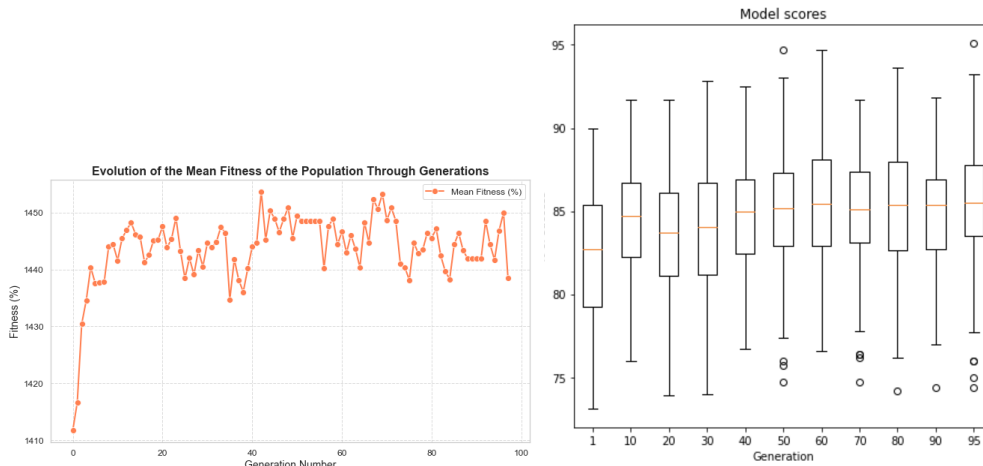 Evolution of the Mean Fitness of the Population Through Generations
Mean Fitness (%)
Fitness (%)
1450
1440
1430
1420
1410
0 20 40 60 80 100
Generation Number
Model scores
95
90
85
80
75
1 10 20 30 40 50 60 70 80 90 95
Generation